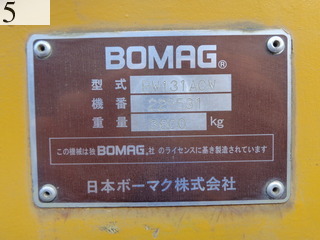 5
BOMAG®
型式
機番
重量 kg
この機械は独BOMAG.社 のライセンスに基き製造されています
日本ボーマク株式会社